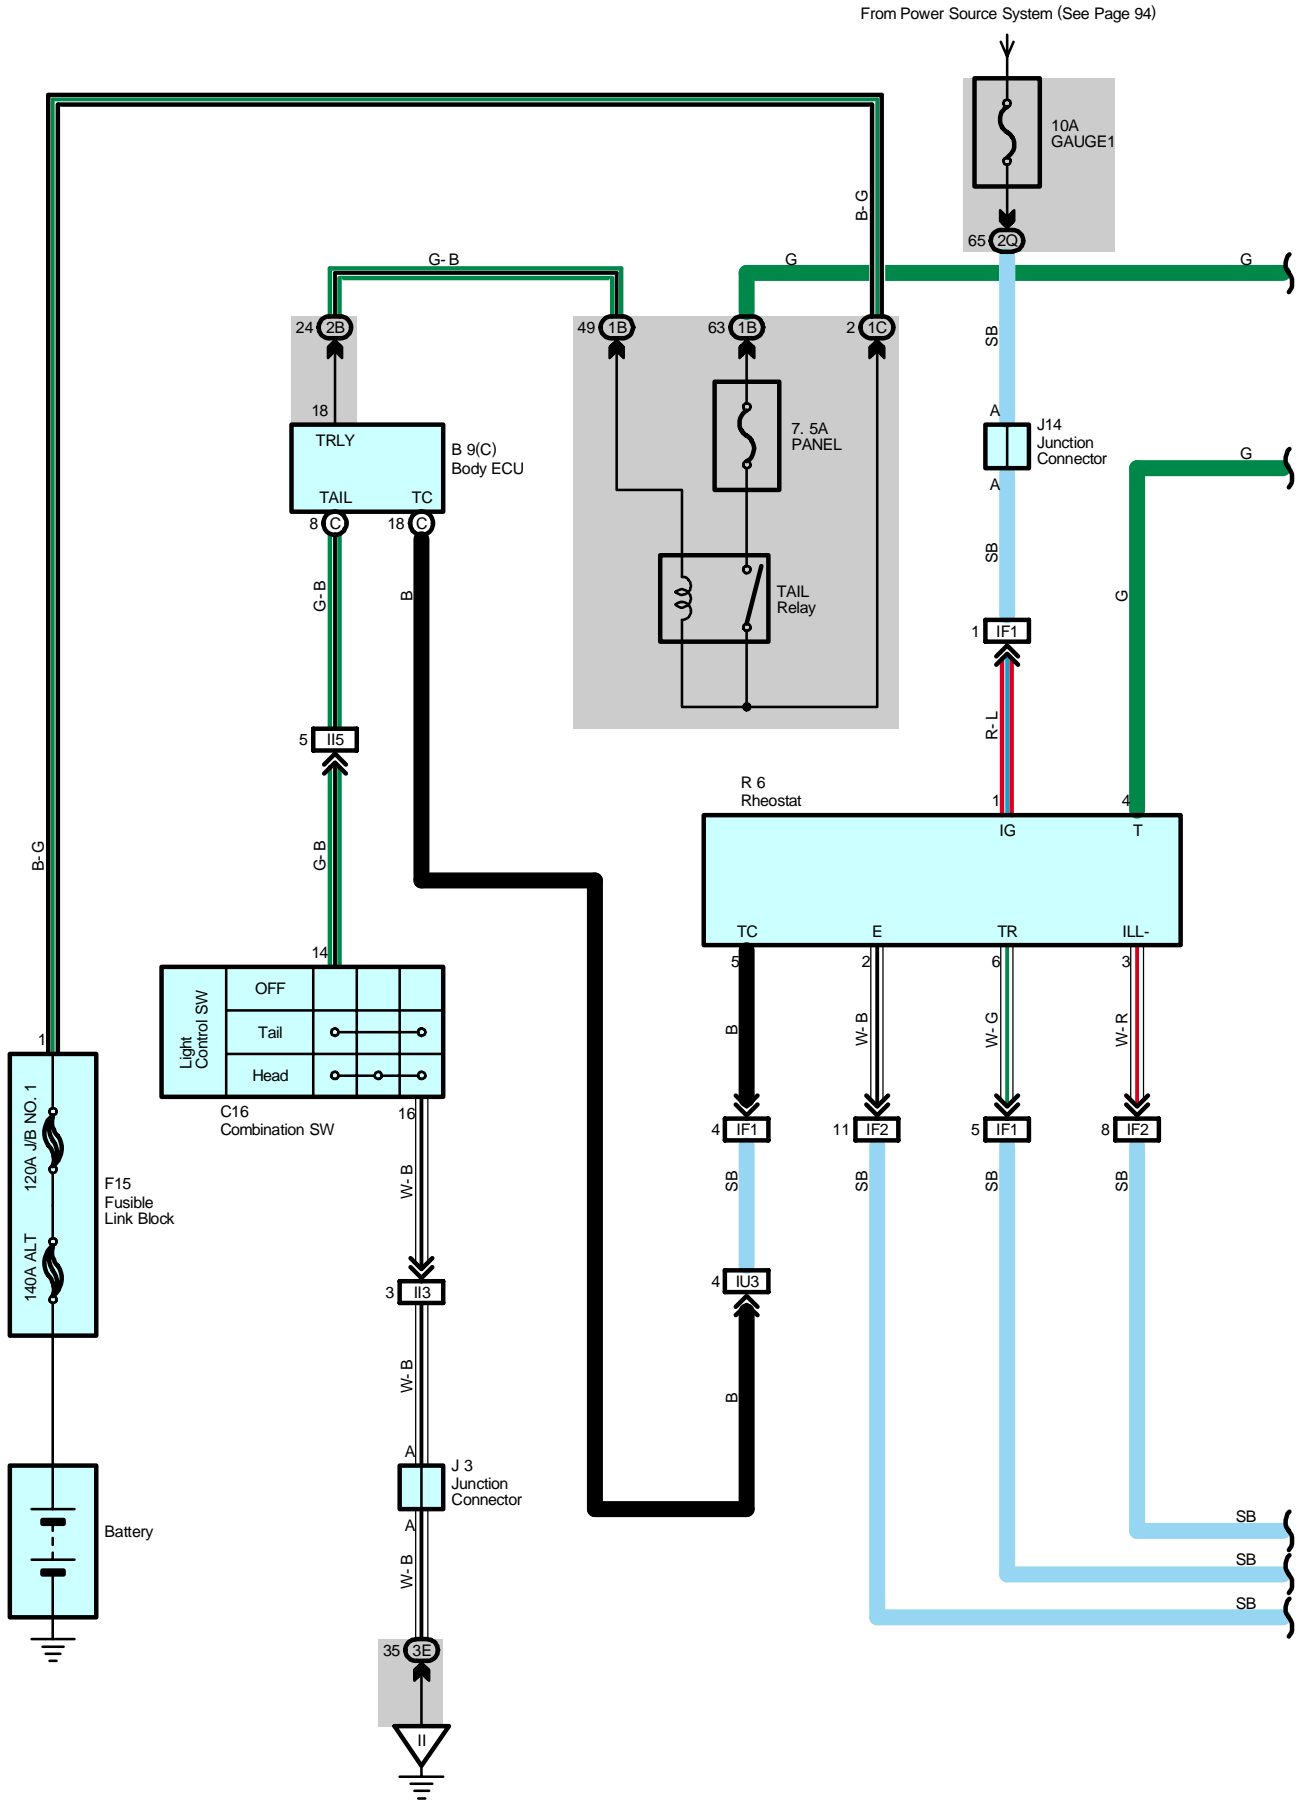 From Power Source System (See Page 94)
10A
GAUGE1
65 2Q
B- G
G- B
G
G
24 2B
49 1B
63 1B
2 1C
SB
18
TRLY
B 9(C)
Body ECU
TAIL TC
8 C
18 C
7. 5A
PANEL
A
J14
Junction
Connector
A
G
SB
G- B
B
TAIL
Relay
G
1 IF1
5 II5
R- L
R 6
Rheostat
1
4
IG
T
B- G
G- B
TC
E
TR
ILL-
5
2
6
3
14
Light
Control SW
OFF
Tail
Head
B
W- B
W- G
W- R
1
C16
Combination SW
16
4 IF1
11 IF2
5 IF1
8 IF2
120A J/B NO. 1
140A ALT
F15
Fusible
Link Block
W- B
SB
SB
SB
3 II3
4 IU3
W- B
B
A
J 3
Junction
Connector
A
Battery
W- B
SB
SB
SB
35 3E
II